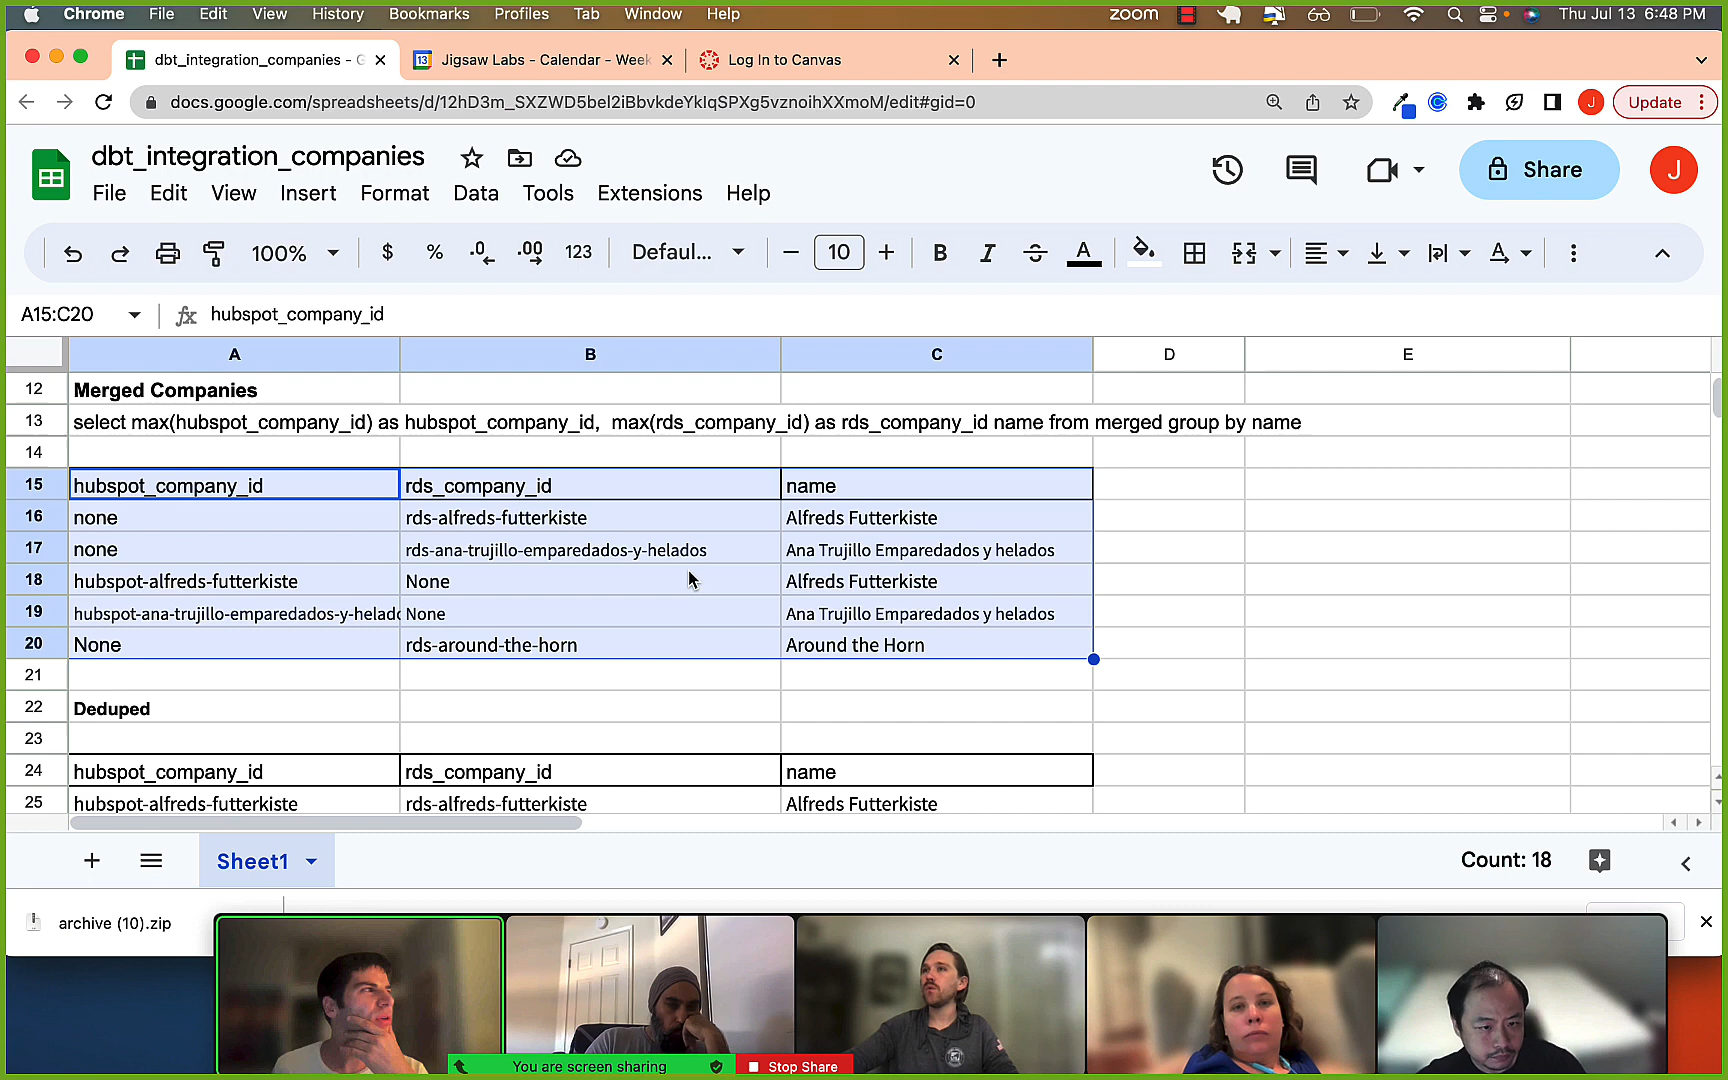 Chrome File Edit View History Bookmarks Profiles Tab Window Help zoom Thu Jul 13 6:48 PM
dbt_integration_companies - G Jigsaw Labs - Calendar - Week Log In to Canvas
docs.google.com/spreadsheets/d/12hD3m_SXZWD5bel2iBbvkdeYkIqSPXg5vznoihXXmoM/edit#gid=0 J Update
dbt_integration_companies
Share J
File Edit View Insert Format Data Tools Extensions Help
100% $ % .0 .00 123 Defaul... 10 B I S A A
A15:C20 fx hubspot_company_id
A B C D E
12 Merged Companies
13 select max(hubspot_company_id) as hubspot_company_id, max(rds_company_id) as rds_company_id name from merged group by name
14
15 hubspot_company_id rds_company_id name
16 none rds-alfreds-futterkiste Alfreds Futterkiste
17 none rds-ana-trujillo-emparedados-y-helados Ana Trujillo Emparedados y helados
18 hubspot-alfreds-futterkiste None Alfreds Futterkiste
19 hubspot-ana-trujillo-emparedados-y-helado None Ana Trujillo Emparedados y helados
20 None rds-around-the-horn Around the Horn
21
22 Deduped
23
24 hubspot_company_id rds_company_id name
25 hubspot-alfreds-futterkiste rds-alfreds-futterkiste Alfreds Futterkiste
Sheet1 Count: 18
archive (10).zip
You are screen sharing Stop Share